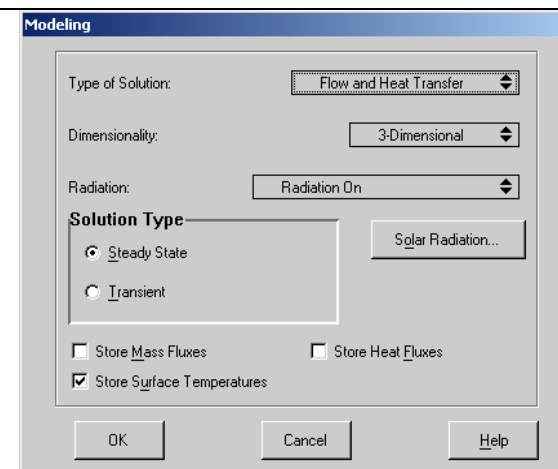 Modeling
Type of Solution: Flow and Heat Transfer
Dimensionality: 3-Dimensional
Radiation: Radiation On
Solution Type
Steady State
Solar Radiation...
Transient
Store Mass Fluxes Store Heat Fluxes
Store Surface Temperatures
OK Cancel Help